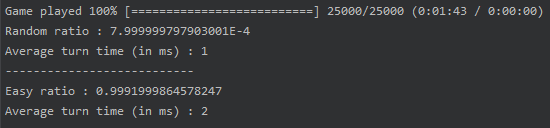 Game played 100% [==========================] 25000/25000 (0:01:43 / 0:00:00)
Random ratio : 7.999999797903001E-4
Average turn time (in ms) : 1
---------------------------
Easy ratio : 0.9991999864578247
Average turn time (in ms) : 2